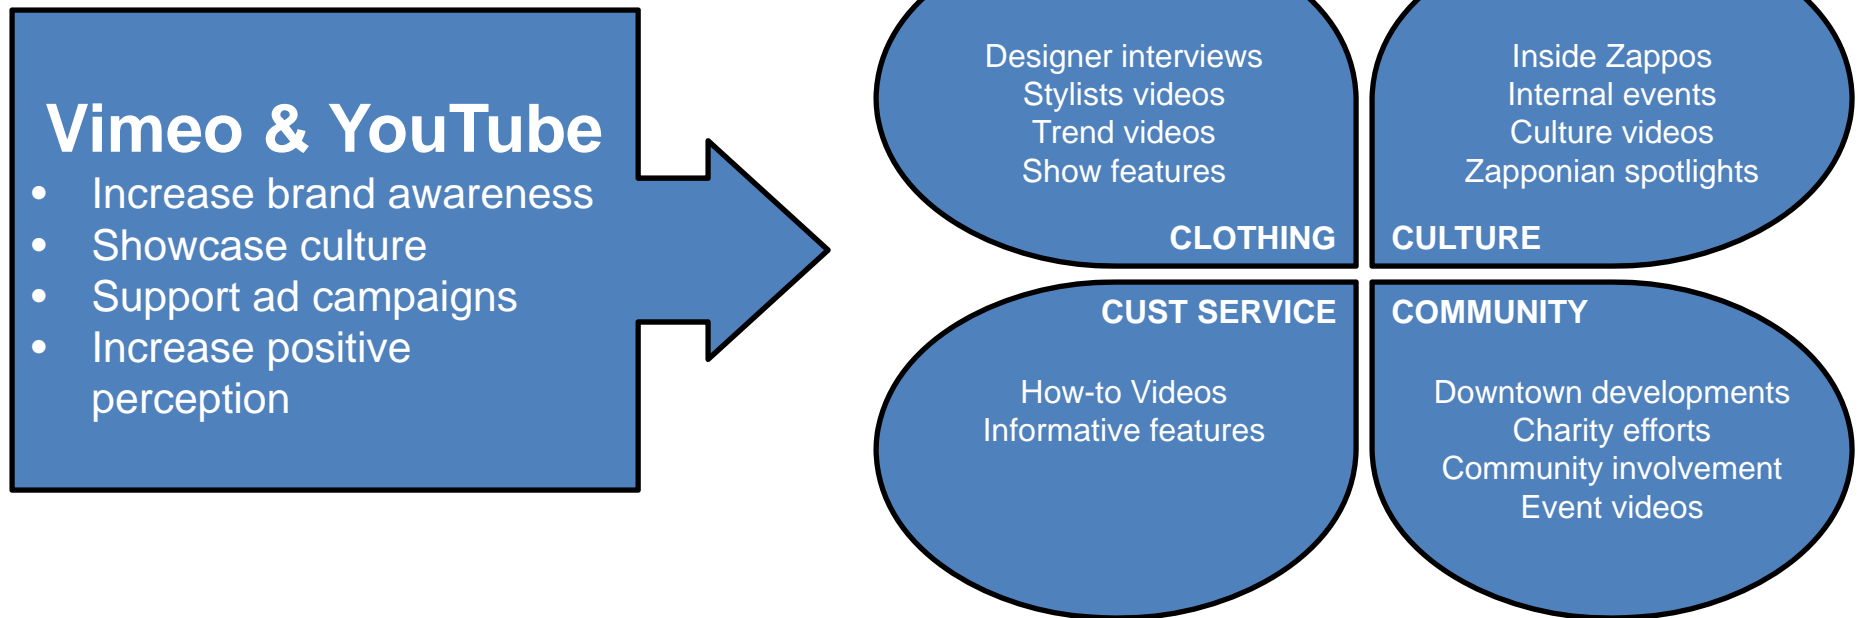 Vimeo & YouTube
• Increase brand awareness
• Showcase culture
• Support ad campaigns
• Increase positive
perception
Designer interviews
Stylists videos
Trend videos
Show features
CLOTHING
Inside Zappos
Internal events
Culture videos
Zapponian spotlights
CULTURE
CUST SERVICE
How-to Videos
Informative features
COMMUNITY
Downtown developments
Charity efforts
Community involvement
Event videos